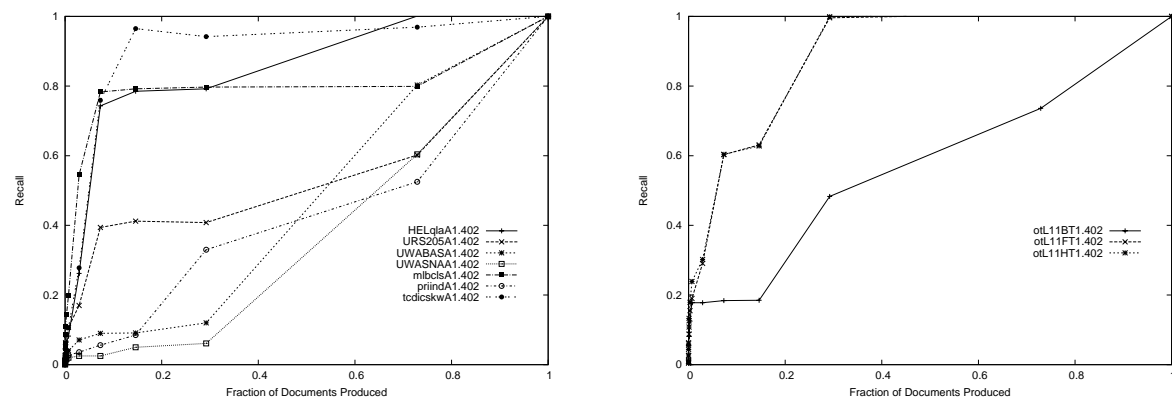 1
0.8
0.6
0.4
0.2
0
Recall
HELqlaA1.402
URS205A1.402
UWABASA1.402
UWASNAA1.402
mlbclsA1.402
priindA1.402
tcdicskwA1.402
0 0.2 0.4 0.6 0.8 1
Fraction of Documents Produced
1
0.8
0.6
0.4
0.2
0
Recall
otL11BT1.402
otL11FT1.402
otL11HT1.402
0 0.2 0.4 0.6 0.8 1
Fraction of Documents Produced